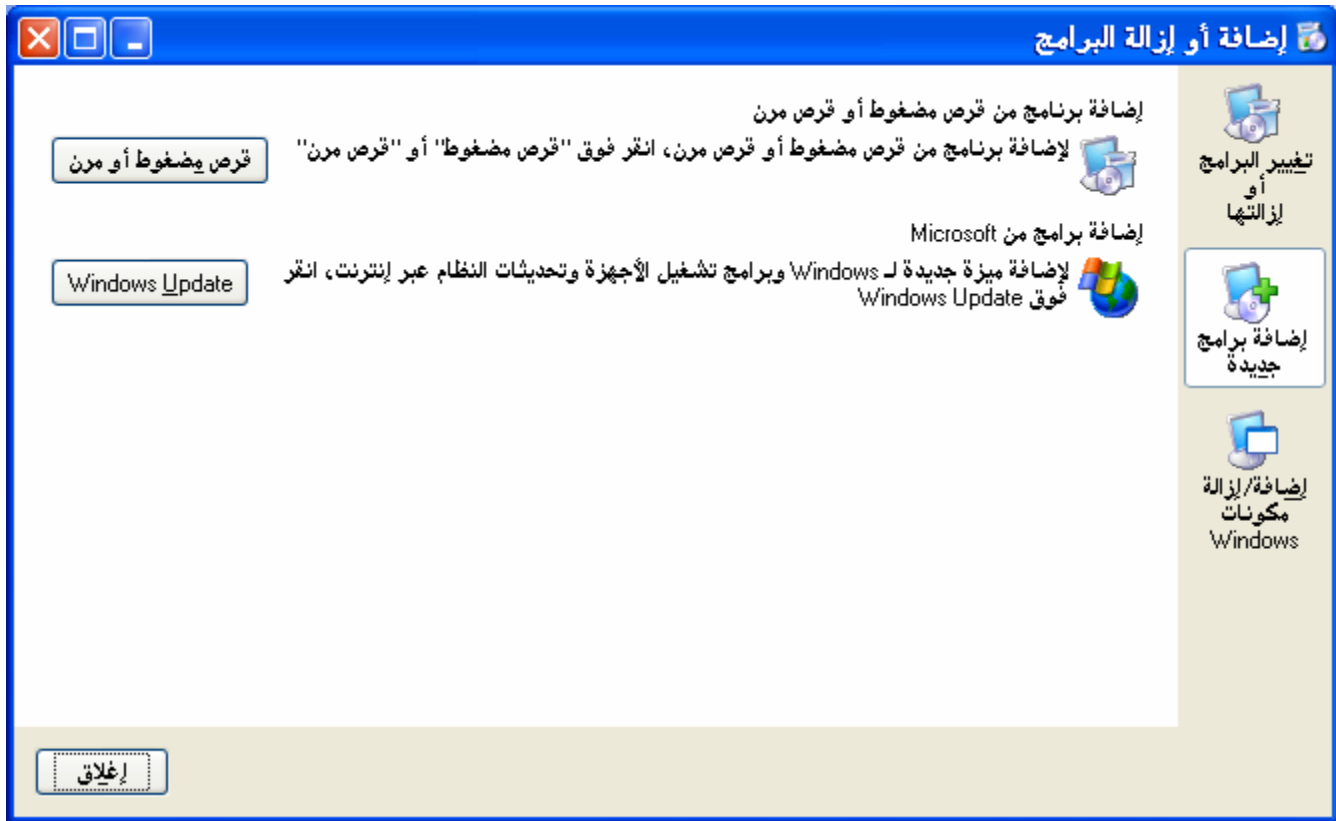 إضافة أو إزالة البرامج
تغيير البرامج
أو
إزالتها
إضافة برامج
جديدة
إضافة/إزالة
مكونات
Windows
إضافة برنامج من قرص مضغوط أو قرص مرن
لإضافة برنامج من قرص مضغوط أو قرص مرن، انقر فوق "قرص مضغوط" أو "قرص مرن"
قرص مضغوط أو مرن
إضافة برامج من Microsoft
لإضافة ميزة جديدة لـ Windows وبرامج تشغيل الأجهزة وتحديثات النظام عبر إنترنت، انقر
فوق Windows Update
Windows Update
إغلاق